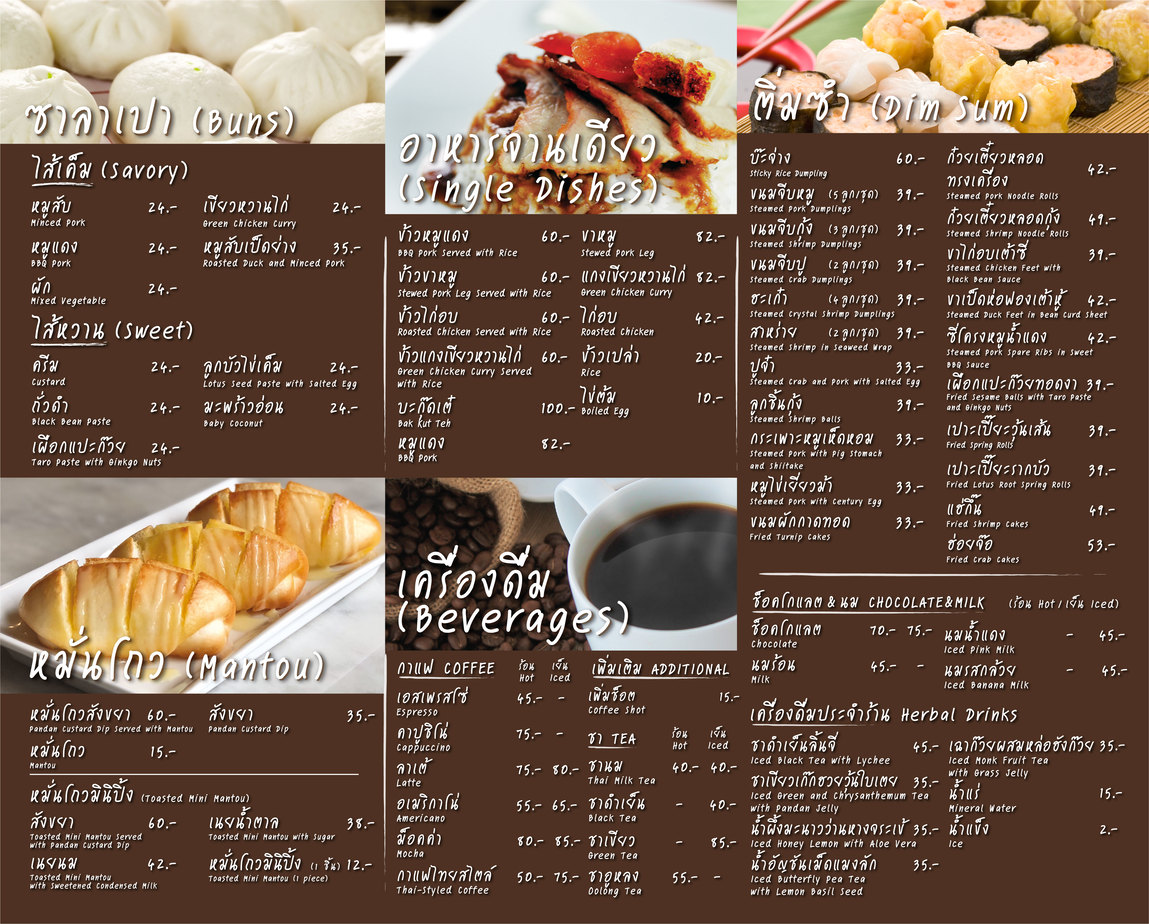 ซาลาเปา (Buns)
ไส้เค็ม (Savory)
หมูสับ 24.-
Minced Pork
หมูแดง 24.-
BBQ Pork
ผัก 24.-
Mixed Vegetable
เขียวหวานไก่ 24.-
Green Chicken Curry
หมูสับเป็ดย่าง 35.-
Roasted Duck and Minced Pork
ไส้หวาน (Sweet)
ครีม 24.-
Custard
ถั่วดำ 24.-
Black Bean Paste
เผือกแปะก๊วย 24.-
Taro Paste with Ginkgo Nuts
ลูกบัวไข่เค็ม 24.-
Lotus Seed Paste with Salted Egg
มะพร้าวอ่อน 24.-
Baby Coconut
หมั่นโถว (Mantou)
หมั่นโถวสังขยา 60.-
Pandan Custard Dip Served with Mantou
หมั่นโถว 15.-
Mantou
สังขยา 35.-
Pandan Custard Dip
หมั่นโถวมินิปิ้ง (Toasted Mini Mantou)
สังขยา 60.-
Toasted Mini Mantou Served
with Pandan Custard Dip
เนยนม 42.-
Toasted Mini Mantou
with Sweetened Condensed Milk
เนยน้ำตาล 38.-
Toasted Mini Mantou with Sugar
หมั่นโถวมินิปิ้ง (1 ชิ้น) 12.-
Toasted Mini Mantou (1 piece)
อาหารจานเดียว
(Single Dishes)
ข้าวหมูแดง 60.-
BBQ Pork Served with Rice
ข้าวขาหมู 60.-
Stewed Pork Leg Served with Rice
ข้าวไก่อบ 60.-
Roasted Chicken Served with Rice
ข้าวแกงเขียวหวานไก่ 60.-
Green Chicken Curry Served
with Rice
บะกุ๊ดเต๋ 100.-
Bak Kut Teh
หมูแดง 82.-
BBQ Pork
ขาหมู 82.-
Stewed Pork Leg
แกงเขียวหวานไก่ 82.-
Green Chicken Curry
ไก่อบ 42.-
Roasted Chicken
ข้าวเปล่า 20.-
Rice
ไข่ต้ม 10.-
Boiled Egg
เครื่องดื่ม
(Beverages)
กาแฟ COFFEE ร้อน เย็น
Hot Iced
เอสเพรสโซ่ 45.- -
Espresso
คาปูชิโน่ 75.- -
Cappuccino
ลาเต้ 75.- 80.-
Latte
อเมริกาโน่ 55.- 65.-
Americano
ม็อคค่า 80.- 85.-
Mocha
กาแฟไทยสไตล์ 50.- 75.-
Thai-Styled Coffee
เพิ่มเติม ADDITIONAL
เพิ่มช็อต 15.-
Coffee Shot
ชา TEA ร้อน เย็น
Hot Iced
ชานม 40.- 40.-
Thai Milk Tea
ชาดำเย็น - 40.-
Black Tea
ชาเขียว - 85.-
Green Tea
ชาอูหลง 55.- -
Oolong Tea
ติ่มซำ (Dim Sum)
บ๊ะจ่าง 60.-
Sticky Rice Dumpling
ขนมจีบหมู (5 ลูก/ชุด) 39.-
Steamed Pork Dumplings
ขนมจีบกุ้ง (3 ลูก/ชุด) 39.-
Steamed Shrimp Dumplings
ขนมจีบปู (2 ลูก/ชุด) 39.-
Steamed Crab Dumplings
ฮะเก๋า (4 ลูก/ชุด) 39.-
Steamed Crystal Shrimp Dumplings
สาหร่าย (2 ลูก/ชุด) 39.-
Steamed Shrimp in Seaweed Wrap
ปูจ๋า 33.-
Steamed Crab and Pork with Salted Egg
ลูกชิ้นกุ้ง 39.-
Steamed Shrimp Balls
กระเพาะหมูเห็ดหอม 33.-
Steamed Pork with Pig Stomach
and Shiitake
หมูไข่เยี่ยวม้า 33.-
Steamed Pork with Century Egg
ขนมผักกาดทอด 33.-
Fried Turnip Cakes
ก๋วยเตี๋ยวหลอด
ทรงเครื่อง 42.-
Steamed Pork Noodle Rolls
ก๋วยเตี๋ยวหลอดกุ้ง 49.-
Steamed Shrimp Noodle Rolls
ขาไก่อบเต้าซี่ 39.-
Steamed Chicken Feet with
Black Bean Sauce
ขาเป็ดห่อฟองเต้าหู้ 42.-
Steamed Duck Feet in Bean Curd Sheet
ซี่โครงหมูน้ำแดง 42.-
Steamed Pork Spare Ribs in Sweet
BBQ Sauce
เผือกแปะก๊วยทอดงา 39.-
Fried Sesame Balls with Taro Paste
and Ginkgo Nuts
เปาะเปี๊ยะวุ้นเส้น 39.-
Fried Spring Rolls
เปาะเปี๊ยะรากบัว 39.-
Fried Lotus Root Spring Rolls
แฮ่กึ๊น 49.-
Fried Shrimp Cakes
ฮ่อยจ๊อ 53.-
Fried Crab Cakes
ช็อคโกแลต & นม CHOCOLATE&MILK (ร้อน Hot / เย็น Iced)
ช็อคโกแลต 70.- 75.-
Chocolate
นมร้อน 45.- -
Milk
นมน้ำแดง - 45.-
Iced Pink Milk
นมรสกล้วย - 45.-
Iced Banana Milk
เครื่องดื่มประจำร้าน Herbal Drinks
ชาดำเย็นลิ้นจี่ 45.-
Iced Black Tea with Lychee
ชาเขียวเก๊กฮวยวุ้นใบเตย 35.-
Iced Green and Chrysanthemum Tea
with Pandan Jelly
น้ำผึ้งมะนาวว่านหางจระเข้ 35.-
Iced Honey Lemon with Aloe Vera
น้ำอัญชันเม็ดแมงลัก 35.-
Iced Butterfly Pea Tea
with Lemon Basil Seed
เฉาก๊วยผสมหล่อฮังก๊วย 35.-
Iced Monk Fruit Tea
with Grass Jelly
น้ำแร่ 15.-
Mineral Water
น้ำแข็ง 2.-
Ice